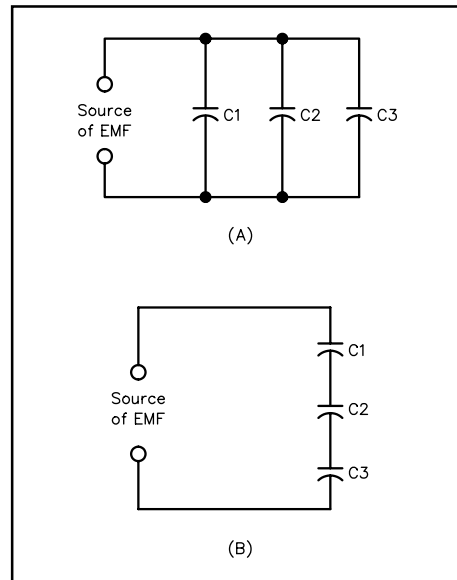 Source
of EMF
C1
C2
C3
(A)
Source
of EMF
C1
C2
C3
(B)